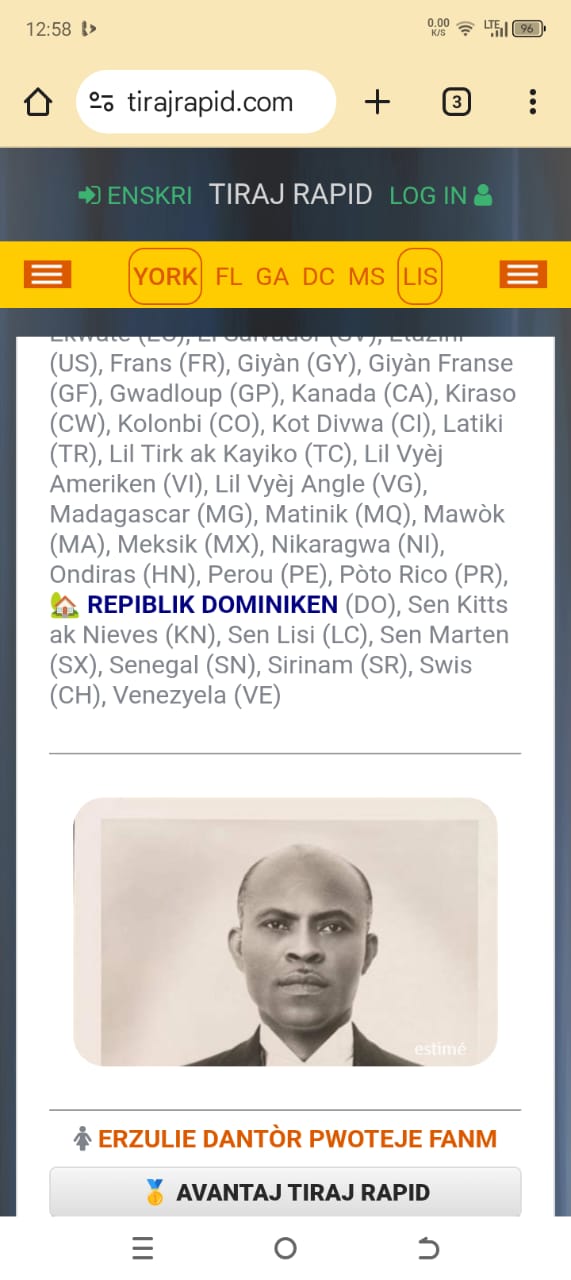 12:58
0.00 K/S LTE 96
tirajrapid.com
3
ENSKRI TIRAJ RAPID LOG IN
YORK FL GA DC MS LIS
(US), Frans (FR), Giyàn (GY), Giyàn Franse
(GF), Gwadloup (GP), Kanada (CA), Kiraso
(CW), Kolonbi (CO), Kot Divwa (CI), Latiki
(TR), Lil Tirk ak Kayiko (TC), Lil Vyèj
Ameriken (VI), Lil Vyèj Angle (VG),
Madagascar (MG), Matinik (MQ), Mawòk
(MA), Meksik (MX), Nikaragwa (NI),
Ondiras (HN), Perou (PE), Pòto Rico (PR),
🏡 REPIBLIK DOMINIKEN (DO), Sen Kitts
ak Nieves (KN), Sen Lisi (LC), Sen Marten
(SX), Senegal (SN), Sirinam (SR), Swis
(CH), Venezyela (VE)
estimé
ERZULIE DANTÒR PWOTEJE FANM
🥇 AVANTAJ TIRAJ RAPID